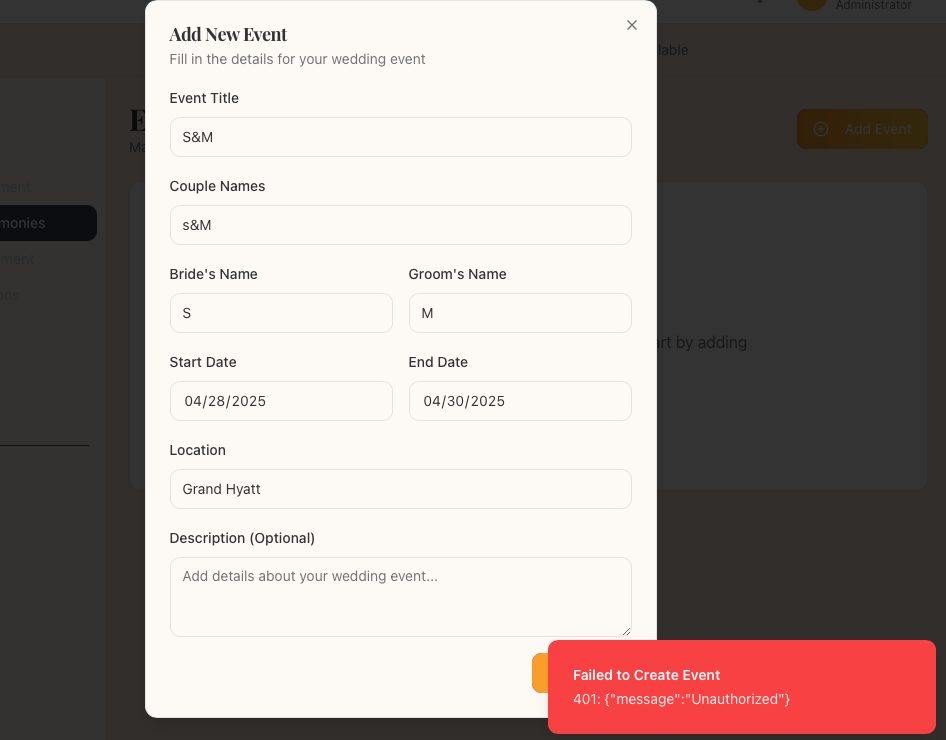 Administrator
Add New Event
Fill in the details for your wedding event
lable
Event Title
S&M
Add Event
Couple Names
ment
s&M
monies
ment
Bride's Name
Groom's Name
ons
S
M
art by adding
Start Date
End Date
04/28/2025
04/30/2025
Location
Grand Hyatt
Description (Optional)
Add details about your wedding event...
Failed to Create Event
401: {"message":"Unauthorized"}